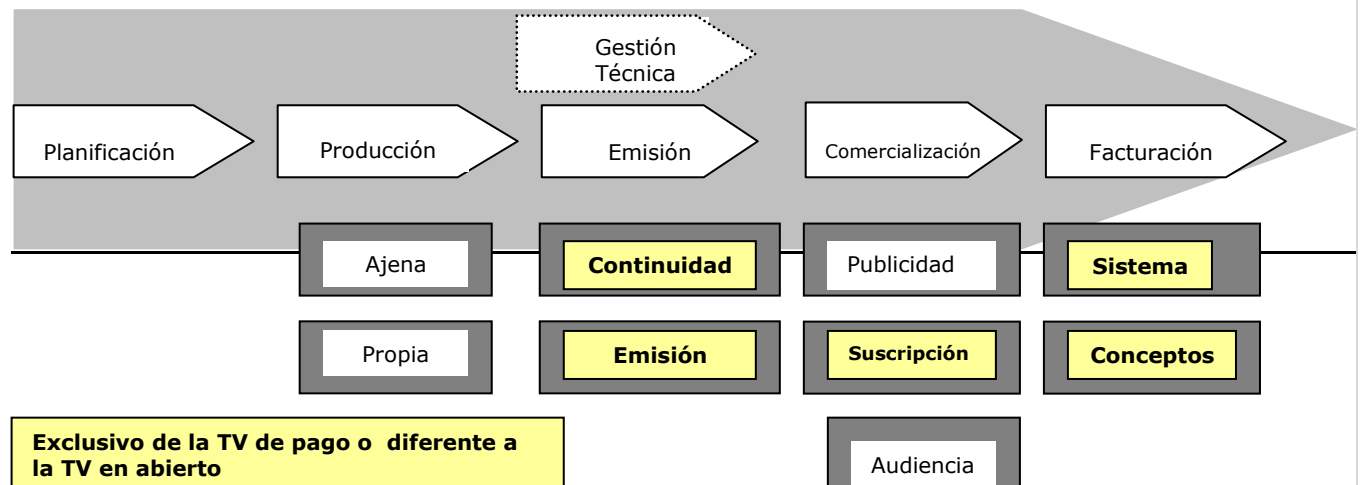 Gestión
Técnica
Planificación
Producción
Emisión
Comercialización
Facturación
Ajena
Continuidad
Publicidad
Sistema
Propia
Emisión
Suscripción
Conceptos
Exclusivo de la TV de pago o diferente a
la TV en abierto
Audiencia